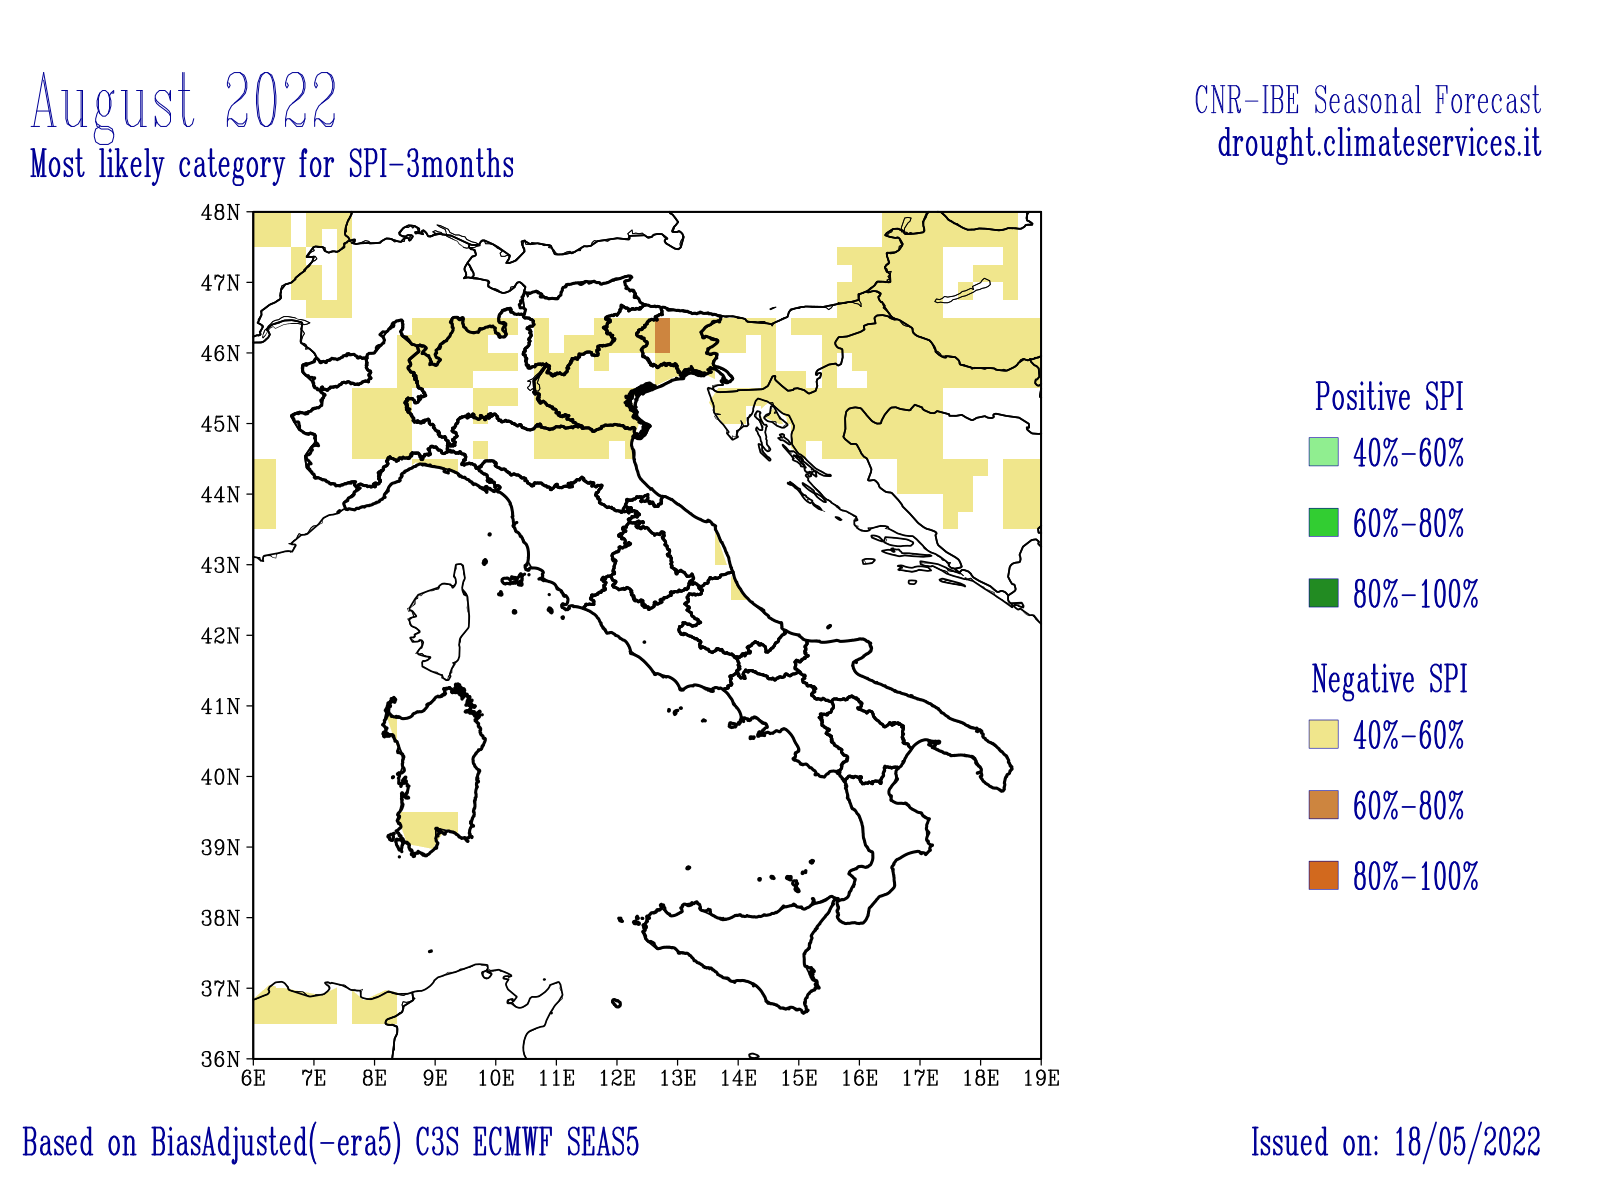 August 2022
Most likely category for SPI-3months
CNR-IBE Seasonal Forecast
drought.climateservices.it
48N
47N
46N
45N
44N
43N
42N
41N
40N
39N
38N
37N
36N
6E 7E 8E 9E 10E 11E 12E 13E 14E 15E 16E 17E 18E 19E
Positive SPI
40%-60%
60%-80%
80%-100%
Negative SPI
40%-60%
60%-80%
80%-100%
Based on BiasAdjusted(-era5) C3S ECMWF SEAS5
Issued on: 18/05/2022